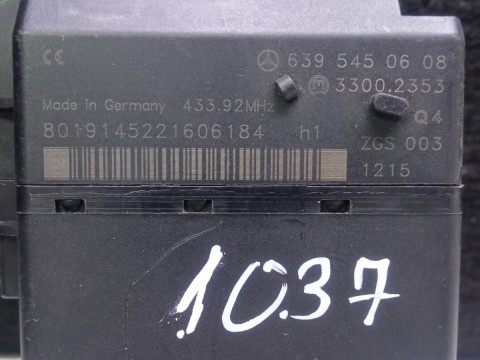 CE 639 545 06 08
3300.2353
Made in Germany 433.92MHz Q4
8019145221606184 h1 ZGS 003
1215
1037